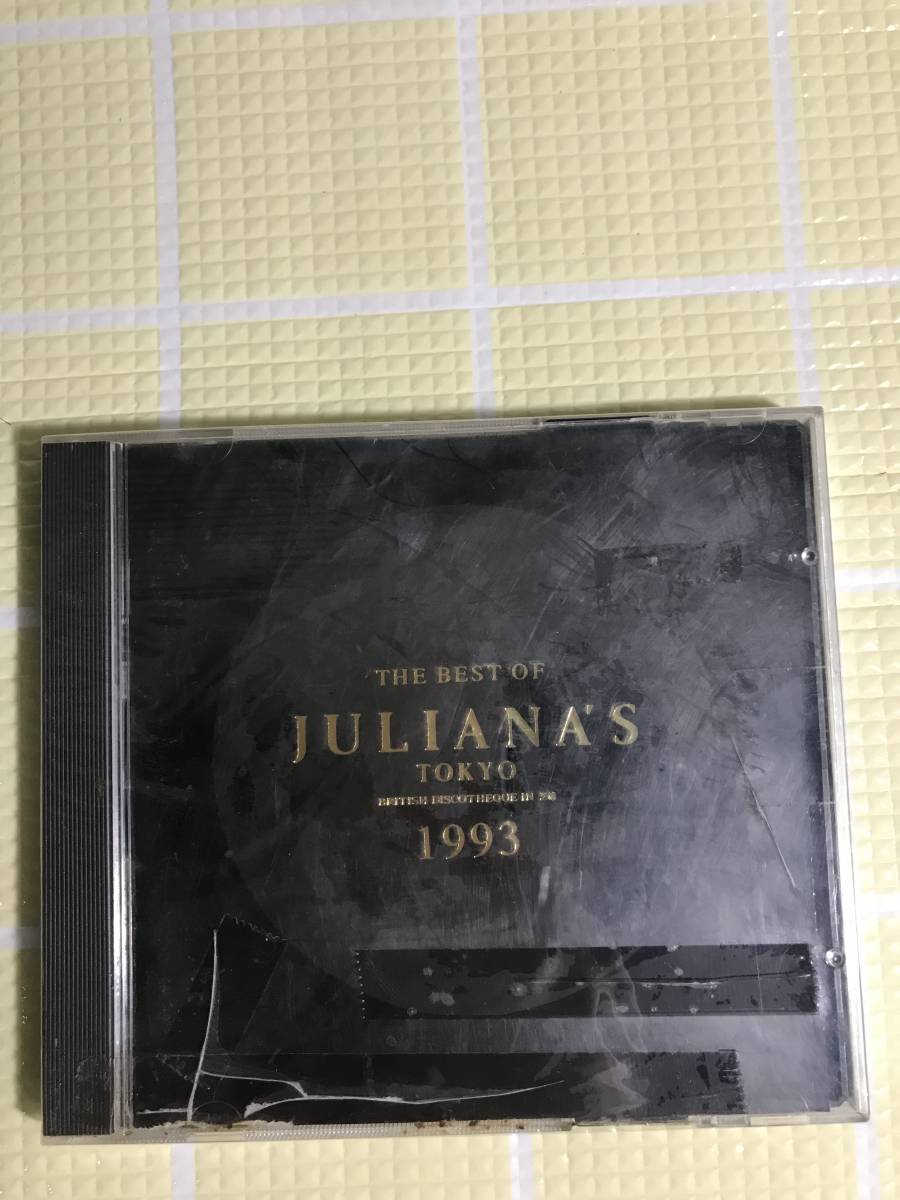 THE BEST OF
JULIANA'S
TOKYO
BRITISH DISCOTHEQUE IN
1993